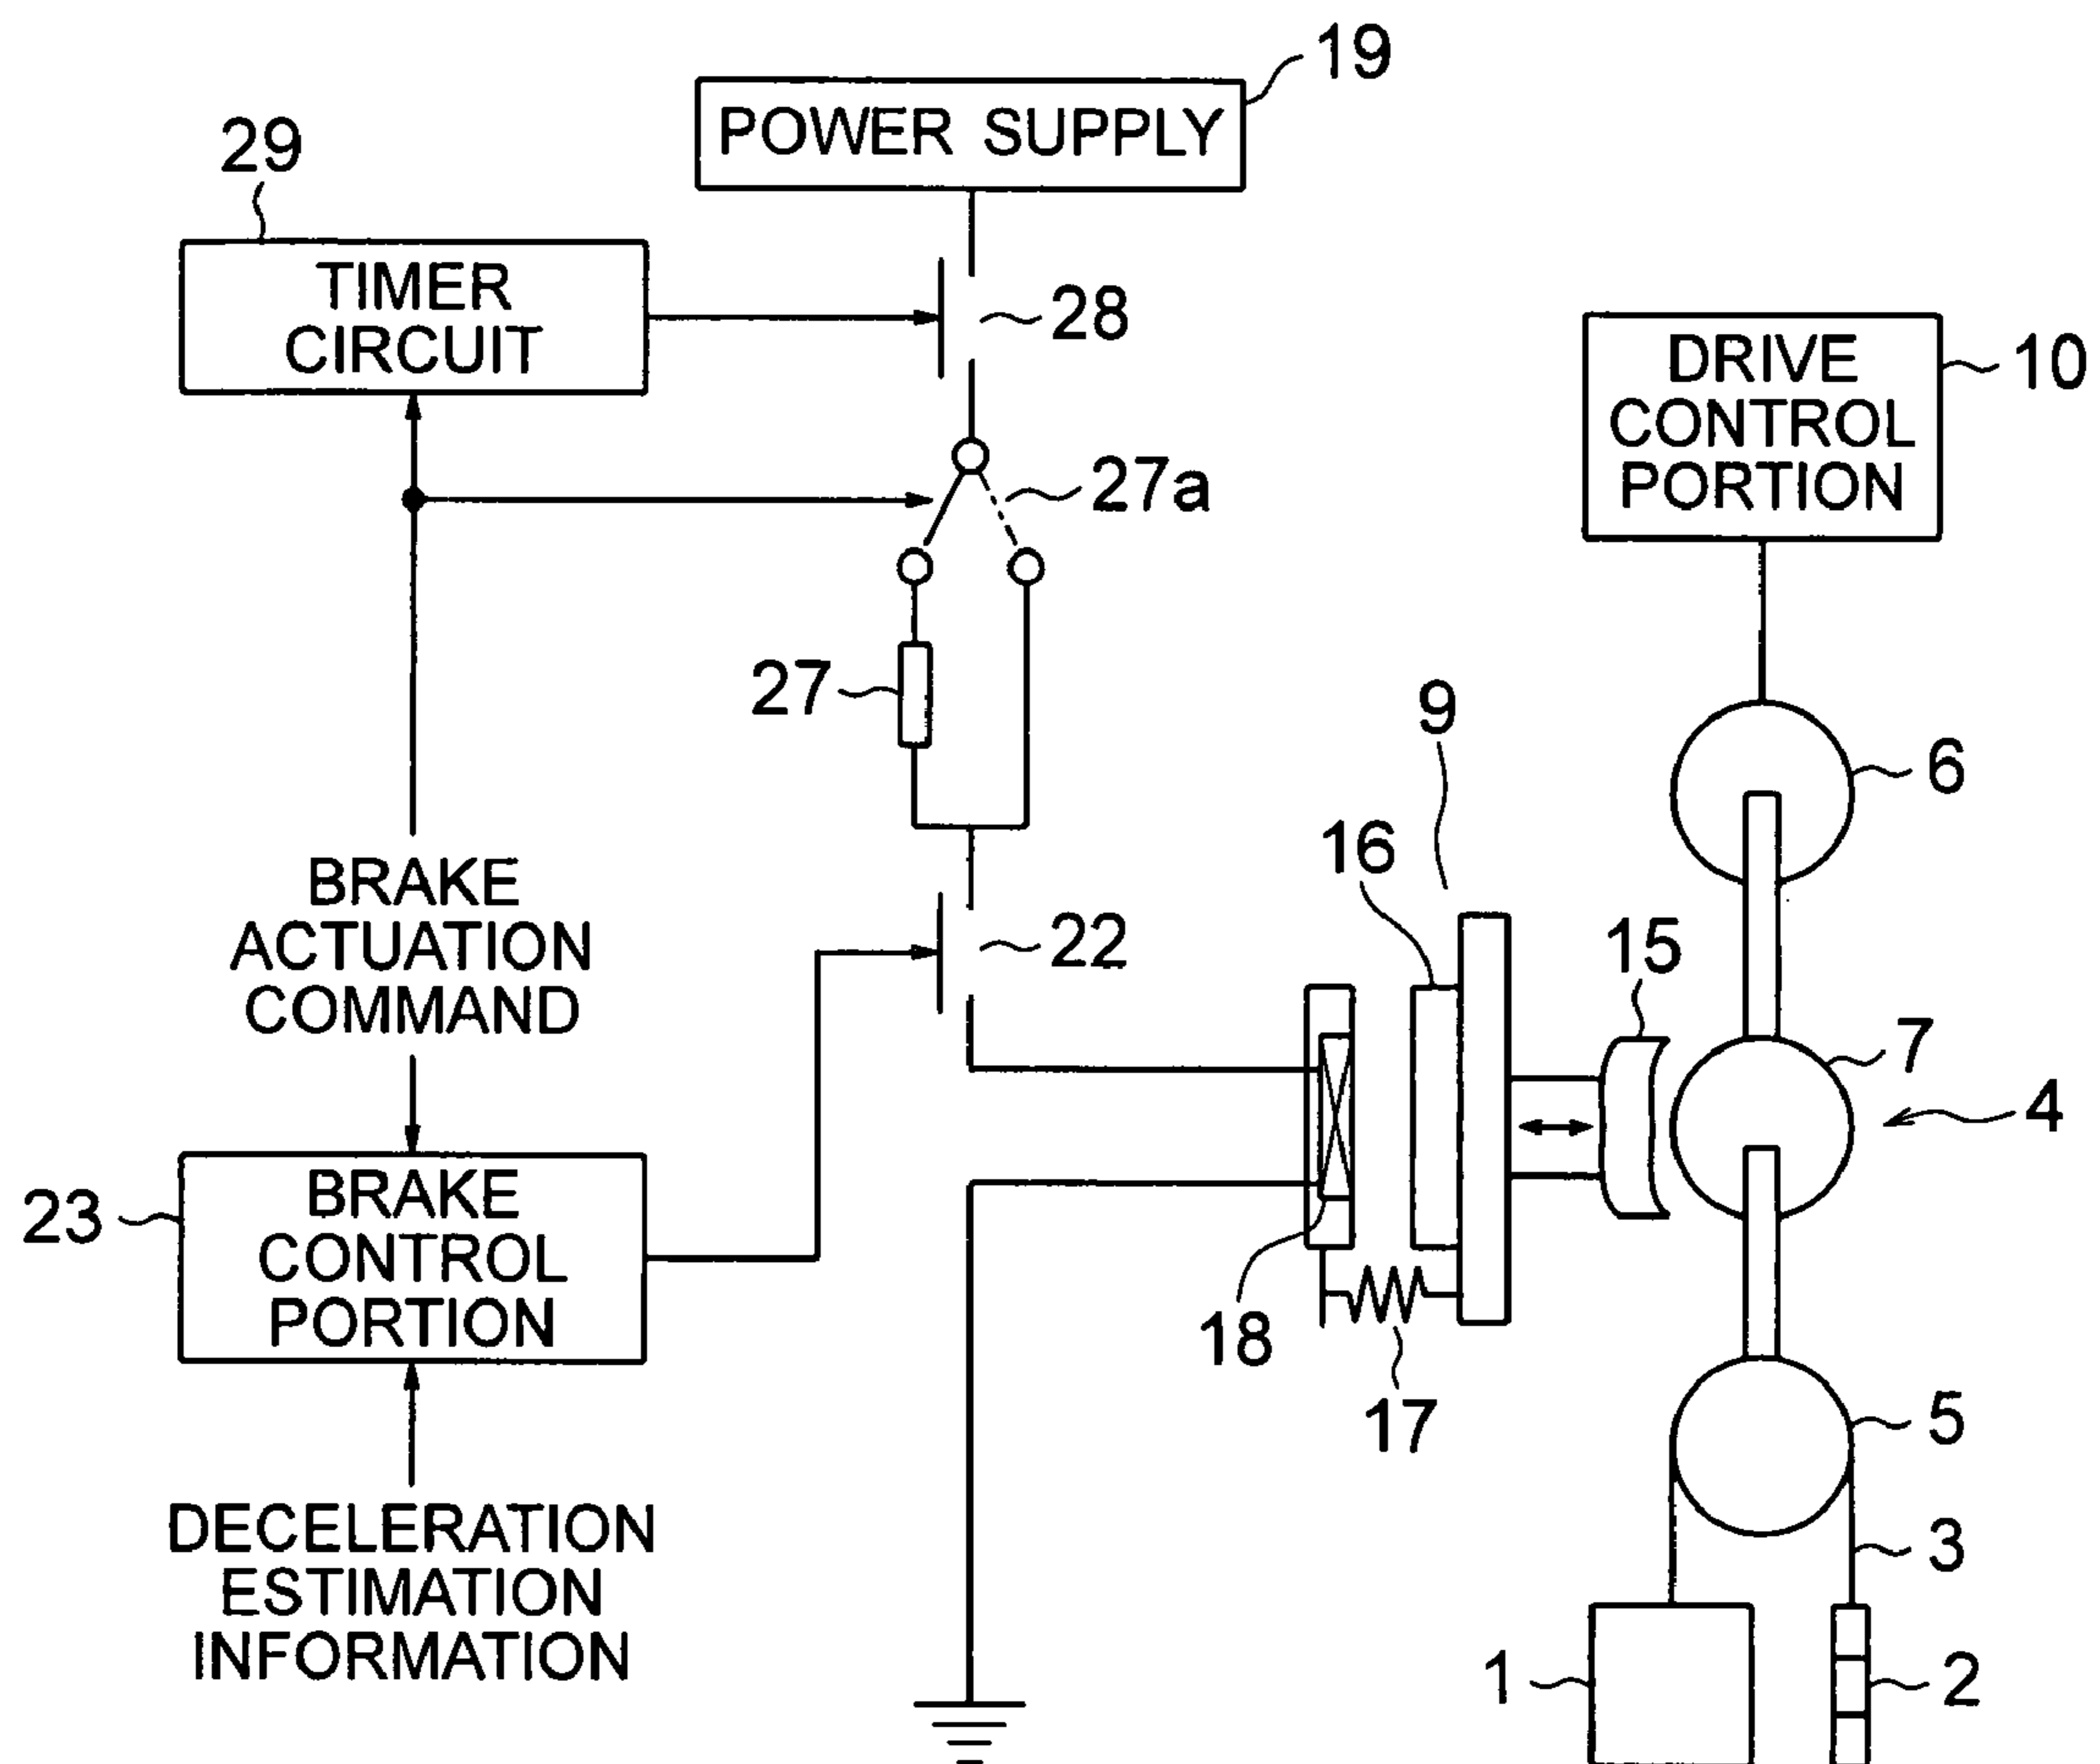 19
POWER SUPPLY
29
TIMER
CIRCUIT
28
DRIVE
CONTROL
PORTION
10
27a
27
9
6
16
BRAKE
ACTUATION
COMMAND
22
15
7
4
23
BRAKE
CONTROL
PORTION
18
17
5
DECELERATION
ESTIMATION
INFORMATION
3
1
2